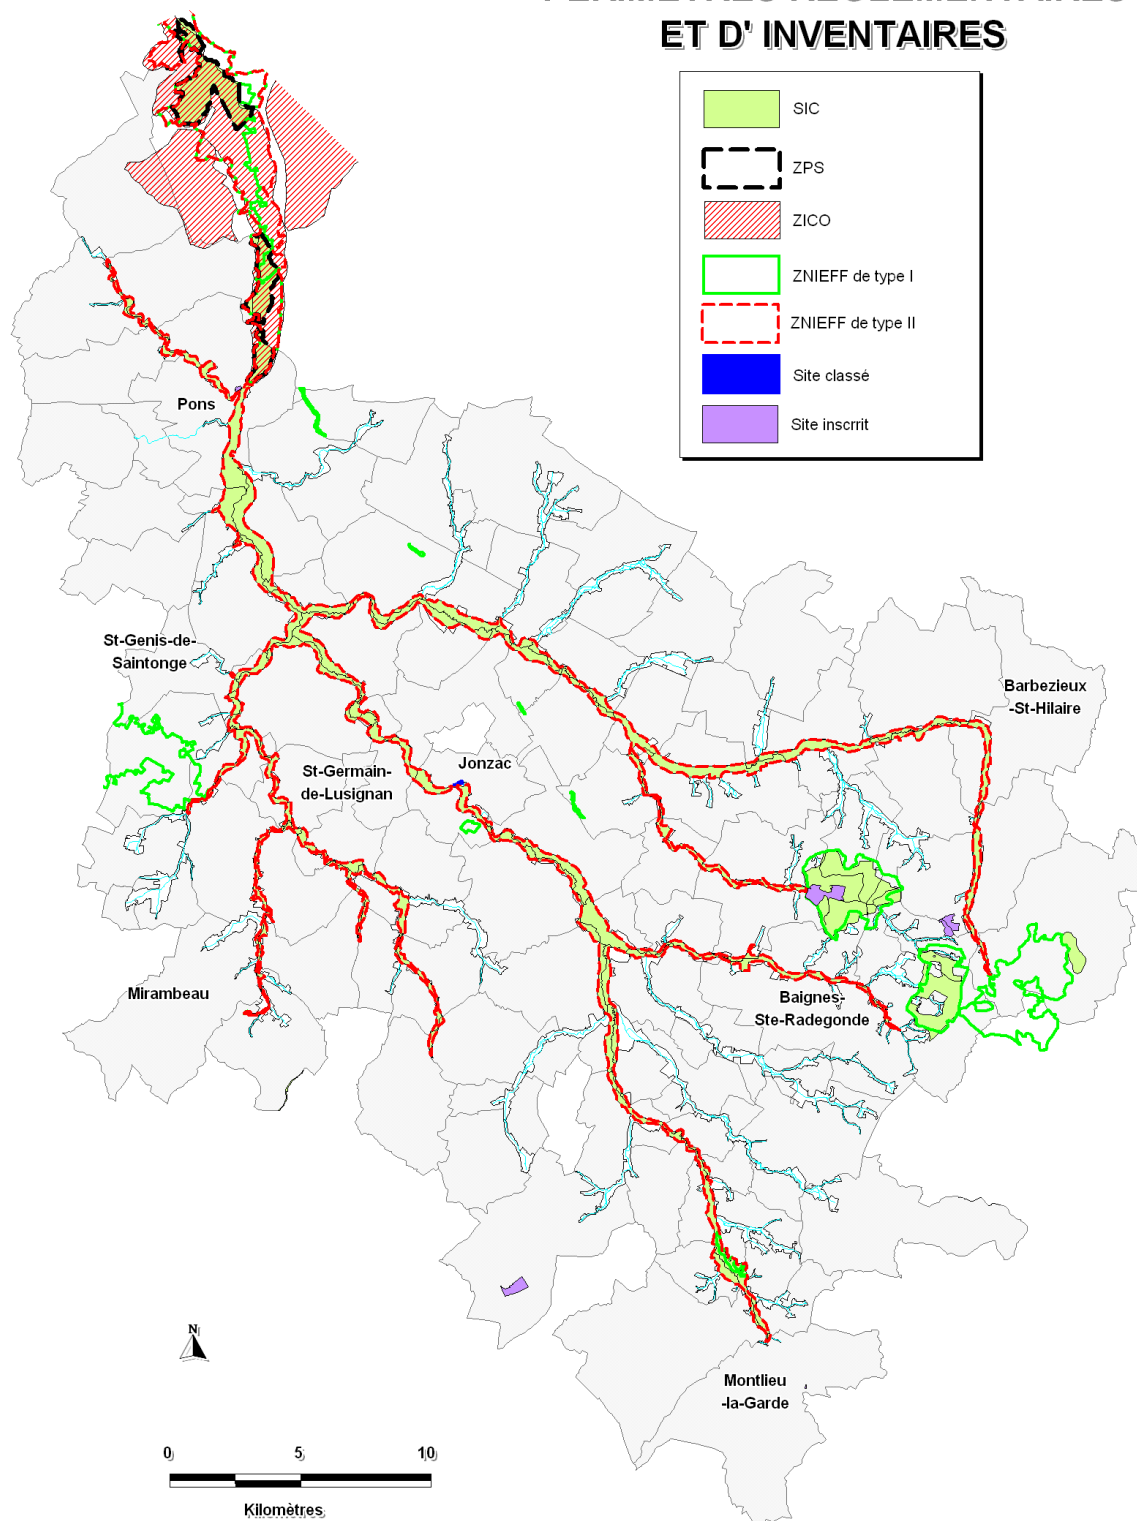 ET D' INVENTAIRES
SIC
ZPS
ZICO
ZNIEFF de type I
ZNIEFF de type II
Site classé
Site inscrrit
Pons
St-Genis-de-
Saintonge
Barbezieux
-St-Hilaire
Jonzac
St-Germain-
de-Lusignan
Mirambeau
Baignes-
Ste-Radegonde
Montlieu
-la-Garde
N
0 5 10
Kilomètres